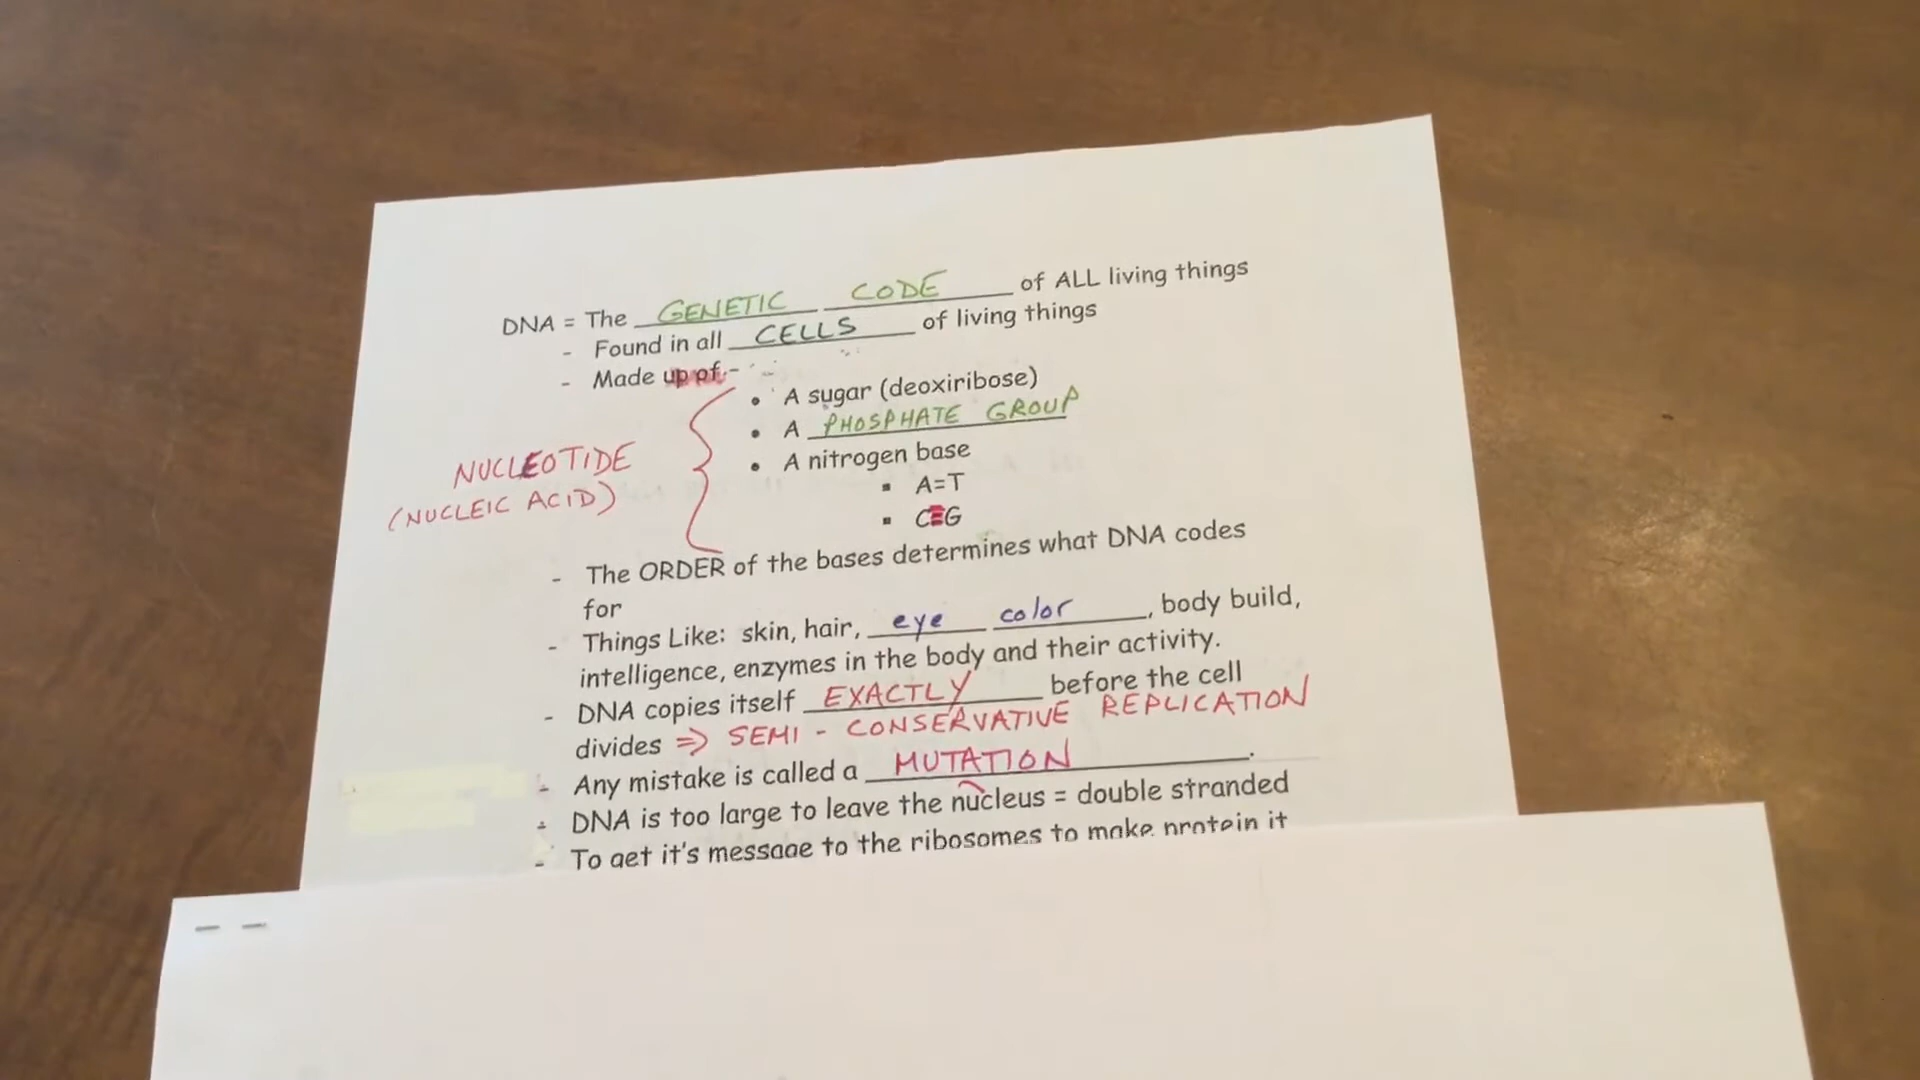 DNA = The GENETIC CODE of ALL living things
- Found in all CELLS of living things
- Made up of -
• A sugar (deoxiribose)
• A PHOSPHATE GROUP
• A nitrogen base
▪ A=T
▪ C≡G
NUCLEOTIDE
(NUCLEIC ACID)
- The ORDER of the bases determines what DNA codes
for
- Things Like: skin, hair, eye color, body build,
intelligence, enzymes in the body and their activity.
- DNA copies itself EXACTLY before the cell
divides ⇒ SEMI - CONSERVATIVE REPLICATION
- Any mistake is called a MUTATION.
- DNA is too large to leave the nucleus = double stranded
- To get it's message to the ribosomes to make protein it